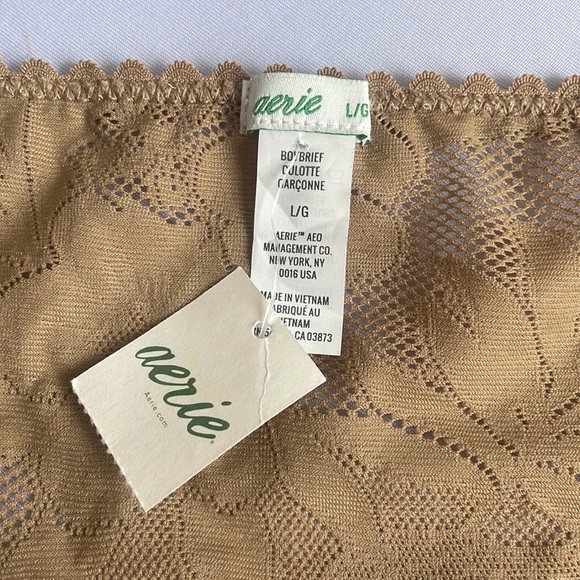 aerie L/G
BOYBRIEF
CULOTTE
GARÇONNE
L/G
AERIE™ AEO
MANAGEMENT CO.
NEW YORK, NY
0016 USA
MADE IN VIETNAM
FABRIQUÉ AU
VIETNAM
CA 03873
aerie
Aerie.com